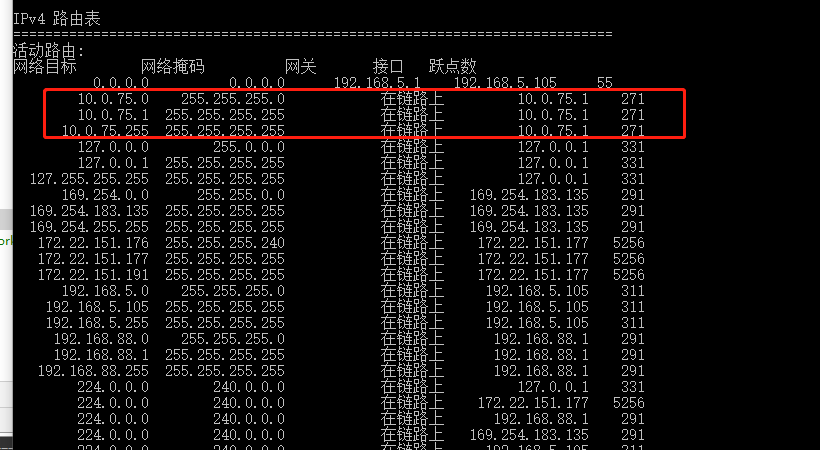 IPv4 路由表
===========================================================================
活动路由:
网络目标 网络掩码 网关 接口 跃点数
0.0.0.0 0.0.0.0 192.168.5.1 192.168.5.105 55
10.0.75.0 255.255.255.0 在链路上 10.0.75.1 271
10.0.75.1 255.255.255.255 在链路上 10.0.75.1 271
10.0.75.255 255.255.255.255 在链路上 10.0.75.1 271
127.0.0.0 255.0.0.0 在链路上 127.0.0.1 331
127.0.0.1 255.255.255.255 在链路上 127.0.0.1 331
127.255.255.255 255.255.255.255 在链路上 127.0.0.1 331
169.254.0.0 255.255.0.0 在链路上 169.254.183.135 291
169.254.183.135 255.255.255.255 在链路上 169.254.183.135 291
169.254.255.255 255.255.255.255 在链路上 169.254.183.135 291
172.22.151.176 255.255.255.240 在链路上 172.22.151.177 5256
172.22.151.177 255.255.255.255 在链路上 172.22.151.177 5256
172.22.151.191 255.255.255.255 在链路上 172.22.151.177 5256
192.168.5.0 255.255.255.0 在链路上 192.168.5.105 311
192.168.5.105 255.255.255.255 在链路上 192.168.5.105 311
192.168.5.255 255.255.255.255 在链路上 192.168.5.105 311
192.168.88.0 255.255.255.0 在链路上 192.168.88.1 291
192.168.88.1 255.255.255.255 在链路上 192.168.88.1 291
192.168.88.255 255.255.255.255 在链路上 192.168.88.1 291
224.0.0.0 240.0.0.0 在链路上 127.0.0.1 331
224.0.0.0 240.0.0.0 在链路上 172.22.151.177 5256
224.0.0.0 240.0.0.0 在链路上 192.168.88.1 291
224.0.0.0 240.0.0.0 在链路上 169.254.183.135 291
224.0.0.0 240.0.0.0 在链路上 192.168.5.105 311